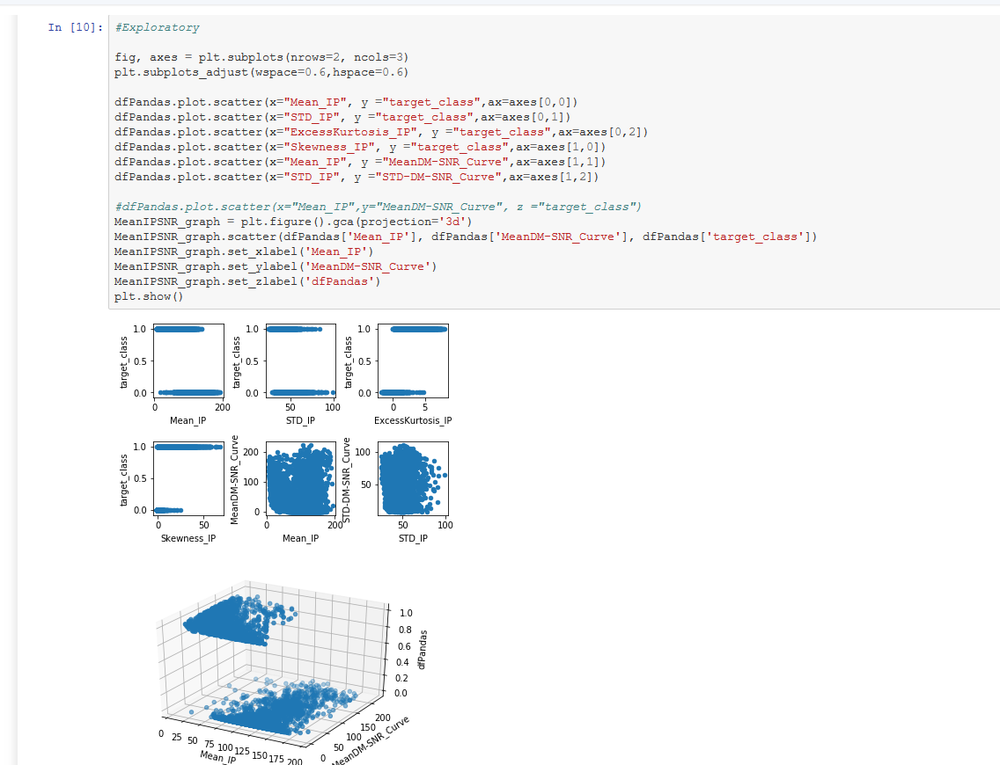 In [10]:
#Exploratory
fig, axes = plt.subplots(nrows=2, ncols=3)
plt.subplots_adjust(wspace=0.6,hspace=0.6)
dfPandas.plot.scatter(x="Mean_IP", y ="target_class",ax=axes[0,0])
dfPandas.plot.scatter(x="STD_IP", y ="target_class",ax=axes[0,1])
dfPandas.plot.scatter(x="ExcessKurtosis_IP", y ="target_class",ax=axes[0,2])
dfPandas.plot.scatter(x="Skewness_IP", y ="target_class",ax=axes[1,0])
dfPandas.plot.scatter(x="Mean_IP", y ="MeanDM-SNR_Curve",ax=axes[1,1])
dfPandas.plot.scatter(x="STD_IP", y ="STD-DM-SNR_Curve",ax=axes[1,2])
#dfPandas.plot.scatter(x="Mean_IP",y="MeanDM-SNR_Curve", z ="target_class")
MeanIPSNR_graph = plt.figure().gca(projection='3d')
MeanIPSNR_graph.scatter(dfPandas['Mean_IP'], dfPandas['MeanDM-SNR_Curve'], dfPandas['target_class'])
MeanIPSNR_graph.set_xlabel('Mean_IP')
MeanIPSNR_graph.set_ylabel('MeanDM-SNR_Curve')
MeanIPSNR_graph.set_zlabel('dfPandas')
plt.show()
target_class
1.0
0.5
0.0
0 200
Mean_IP
target_class
1.0
0.5
0.0
50 100
STD_IP
target_class
1.0
0.5
0.0
0 5
ExcessKurtosis_IP
target_class
1.0
0.5
0.0
0 50
Skewness_IP
MeanDM-SNR_Curve
200
100
0
0 200
Mean_IP
STD-DM-SNR_Curve
100
50
50 100
STD_IP
1.0
0.8
0.6
0.4
0.2
0.0
dfPandas
0 25 50 75 100 125 150 175 200
Mean_IP
0 50 100 150 200
MeanDM-SNR_Curve